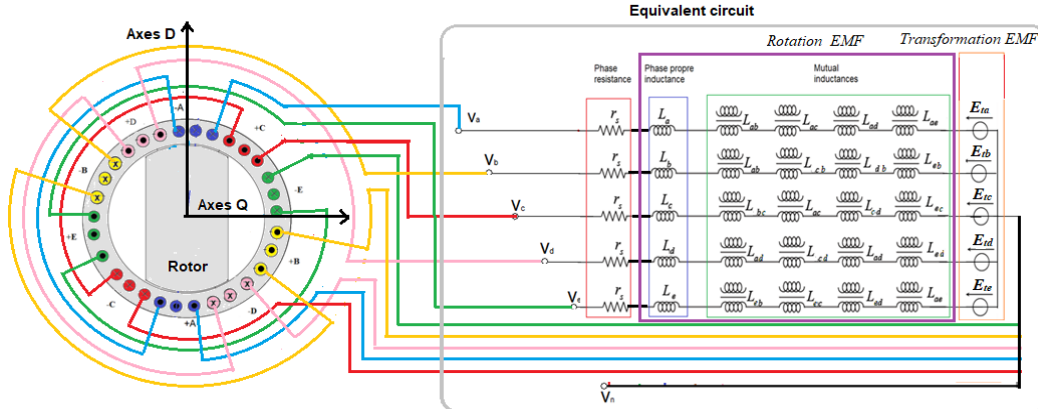 Equivalent circuit
Axes D
Rotation EMF
Transformation EMF
Phase resistance
Phase propre inductance
Mutual inductances
-A
+D
+C
-B
-E
+E
+B
-C
-D
+A
Axes Q
Rotor
Va
Vb
Vc
Vd
Ve
Vn
rs La Lab Lac Lad Lae Eta
rs Lb Lab Lcb Ldb Leb Etb
rs Lc Lbc Lac Lcd Lec Etc
rs Ld Lad Lcd Lad Led Etd
rs Le Leb Lec Led Lae Ete